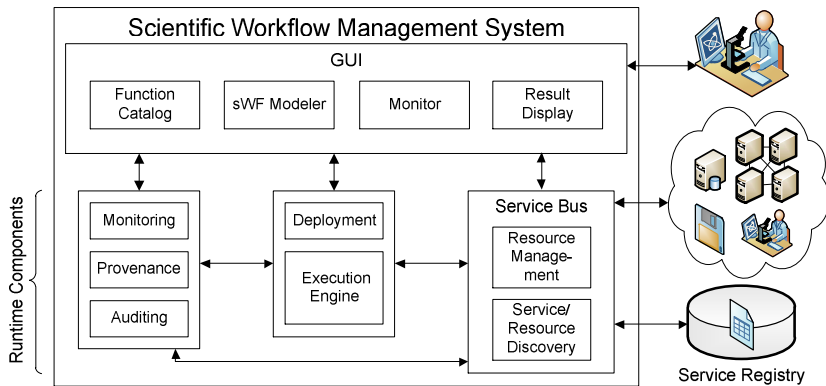 Scientific Workflow Management System
GUI
Function
Catalog
sWF Modeler
Monitor
Result
Display
Runtime Components
Monitoring
Provenance
Auditing
Deployment
Execution
Engine
Service Bus
Resource
Manage-
ment
Service/
Resource
Discovery
Service Registry